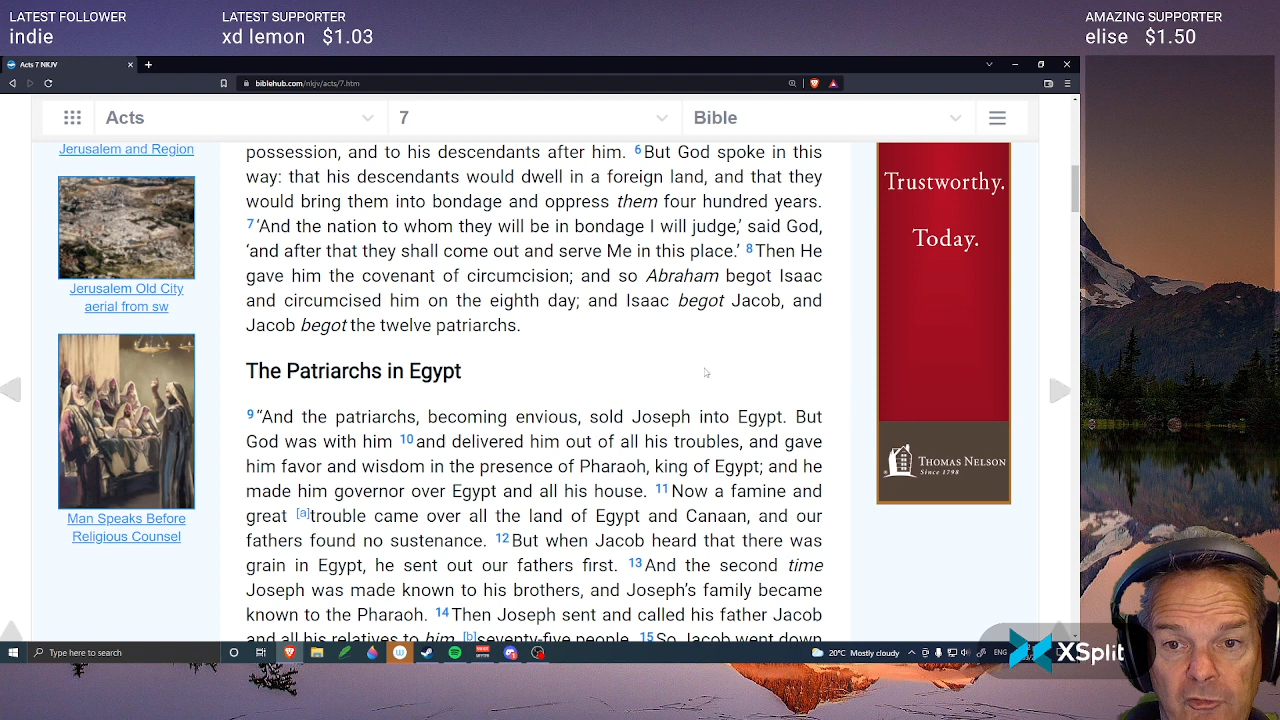 LATEST FOLLOWER
indie
LATEST SUPPORTER
xd lemon $1.03
AMAZING SUPPORTER
elise $1.50
Acts 7 NKJV
biblehub.com/nkjv/acts/7.htm
Acts
7
Bible
Jerusalem and Region
Jerusalem Old City
aerial from sw
Man Speaks Before
Religious Counsel
possession, and to his descendants after him. 6 But God spoke in this
way: that his descendants would dwell in a foreign land, and that they
would bring them into bondage and oppress them four hundred years.
7 ‘And the nation to whom they will be in bondage I will judge,’ said God,
‘and after that they shall come out and serve Me in this place.’ 8 Then He
gave him the covenant of circumcision; and so Abraham begot Isaac
and circumcised him on the eighth day; and Isaac begot Jacob, and
Jacob begot the twelve patriarchs.
The Patriarchs in Egypt
9 “And the patriarchs, becoming envious, sold Joseph into Egypt. But
God was with him 10 and delivered him out of all his troubles, and gave
him favor and wisdom in the presence of Pharaoh, king of Egypt; and he
made him governor over Egypt and all his house. 11 Now a famine and
great [a]trouble came over all the land of Egypt and Canaan, and our
fathers found no sustenance. 12 But when Jacob heard that there was
grain in Egypt, he sent out our fathers first. 13 And the second time
Joseph was made known to his brothers, and Joseph’s family became
known to the Pharaoh. 14 Then Joseph sent and called his father Jacob
and all his relatives to him, [b]seventy-five people. 15 So Jacob went down
Trustworthy.
Today.
THOMAS NELSON
Since 1798
Type here to search
20°C Mostly cloudy
ENG
XSplit